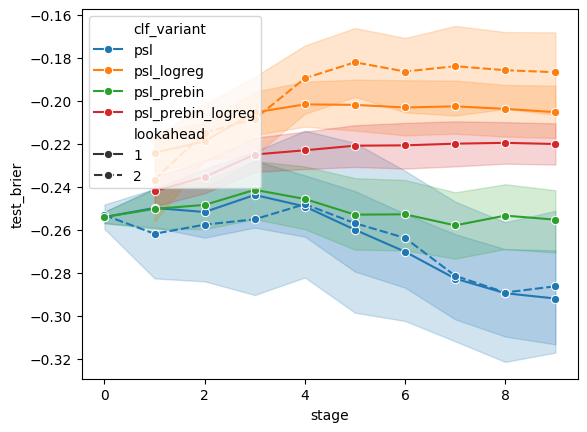 −0.16
−0.18
−0.20
−0.22
−0.24
−0.26
−0.28
−0.30
−0.32
test_brier
clf_variant
psl
psl_logreg
psl_prebin
psl_prebin_logreg
lookahead
1
2
0 2 4 6 8
stage